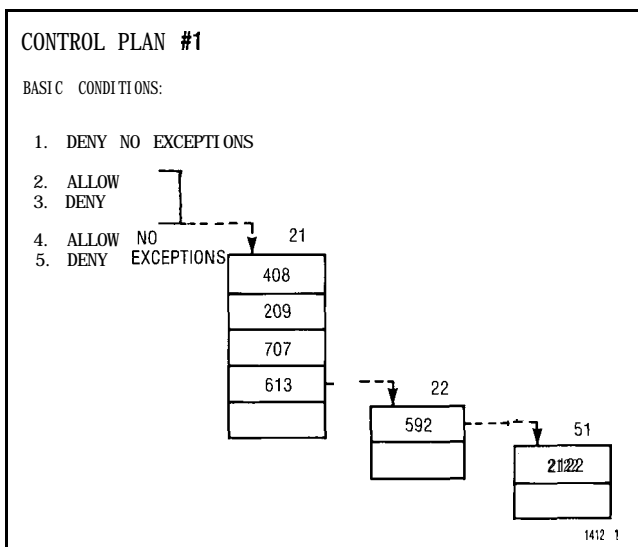 CONTROL PLAN #1
BASIC CONDITIONS:
1. DENY NO EXCEPTIONS
2. ALLOW
3. DENY
4. ALLOW NO
5. DENY EXCEPTIONS
21
408
209
707
613
22
592
51
2122
1412 1